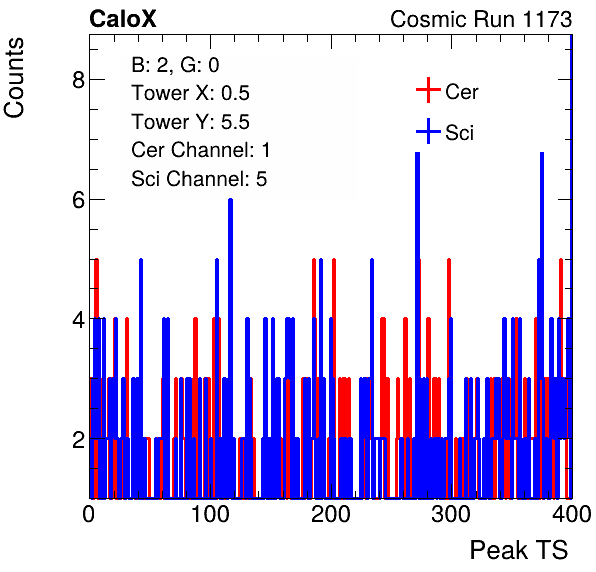 CaloX
Cosmic Run 1173
Counts
B: 2, G: 0
Tower X: 0.5
Tower Y: 5.5
Cer Channel: 1
Sci Channel: 5
Cer
Sci
8
6
4
2
0
100
200
300
400
Peak TS